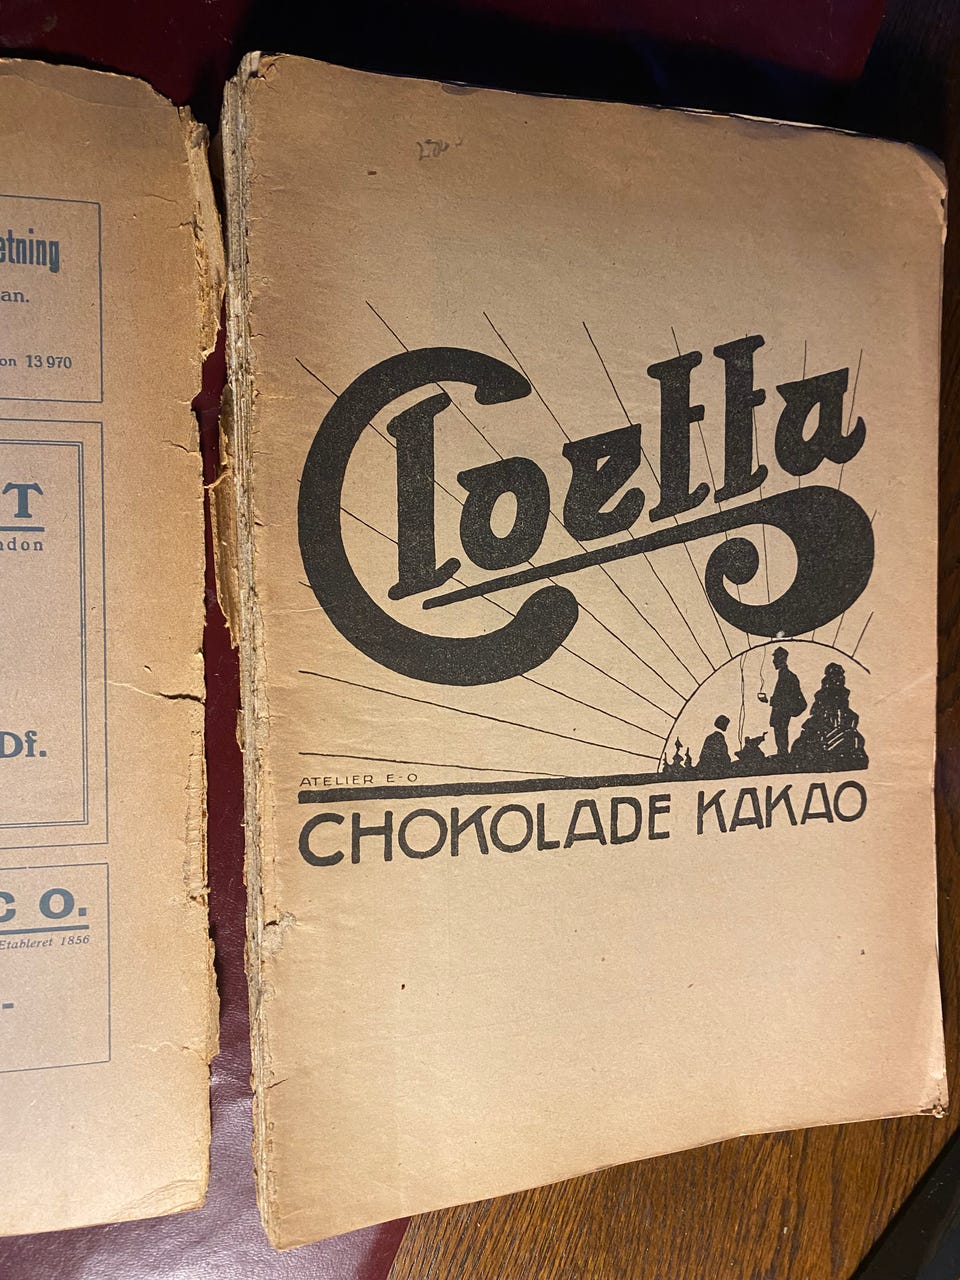 etning
an.
on 13 970
T
ndon
Df.
C O.
Etableret 1856
-
Cloetta
ATELIER E-O
CHOKOLADE KAKAO